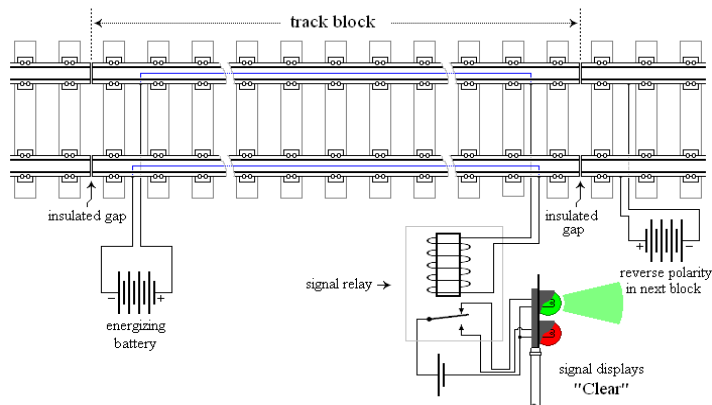 track block
insulated gap
insulated
gap
− +
energizing
battery
+ −
reverse polarity
in next block
signal relay
signal displays
"Clear"